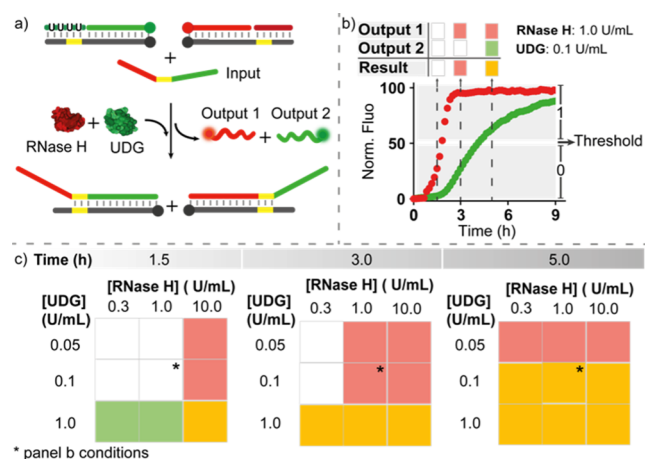 a)
UUUU
+
Input
RNase H
+
UDG
Output 1
+
Output 2
+
b)
Output 1
Output 2
Result
RNase H: 1.0 U/mL
UDG: 0.1 U/mL
Norm. Fluo
100
50
0
1
Threshold
0
0 3 6 9
Time (h)
c) Time (h) 1.5 3.0 5.0
[RNase H] ( U/mL)
[UDG] 0.3 1.0 10.0
(U/mL)
0.05
0.1 *
1.0
[RNase H] ( U/mL)
[UDG] 0.3 1.0 10.0
(U/mL)
0.05
0.1 *
1.0
[RNase H] ( U/mL)
[UDG] 0.3 1.0 10.0
(U/mL)
0.05
0.1 *
1.0
* panel b conditions